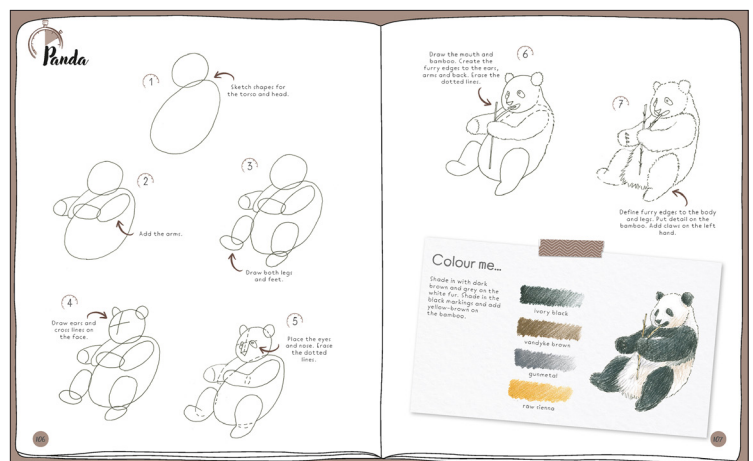 Panda
1
Sketch shapes for
the torso and head.
2
Add the arms.
3
Draw both legs
and feet.
4
Draw ears and
cross lines on
the face.
5
Place the eyes
and nose. Erase
the dotted
lines.
106
Draw the mouth and
bamboo. Create the
furry edges to the ears,
arms and back. Erase the
dotted lines.
6
7
Define furry edges to the body
and legs. Put detail on the
bamboo. Add claws on the left
hand.
Colour me...
Shade in with dark
brown and grey on the
white fur. Shade in the
black markings and add
yellow-brown on
the bamboo.
ivory black
vandyke brown
gunmetal
raw sienna
107